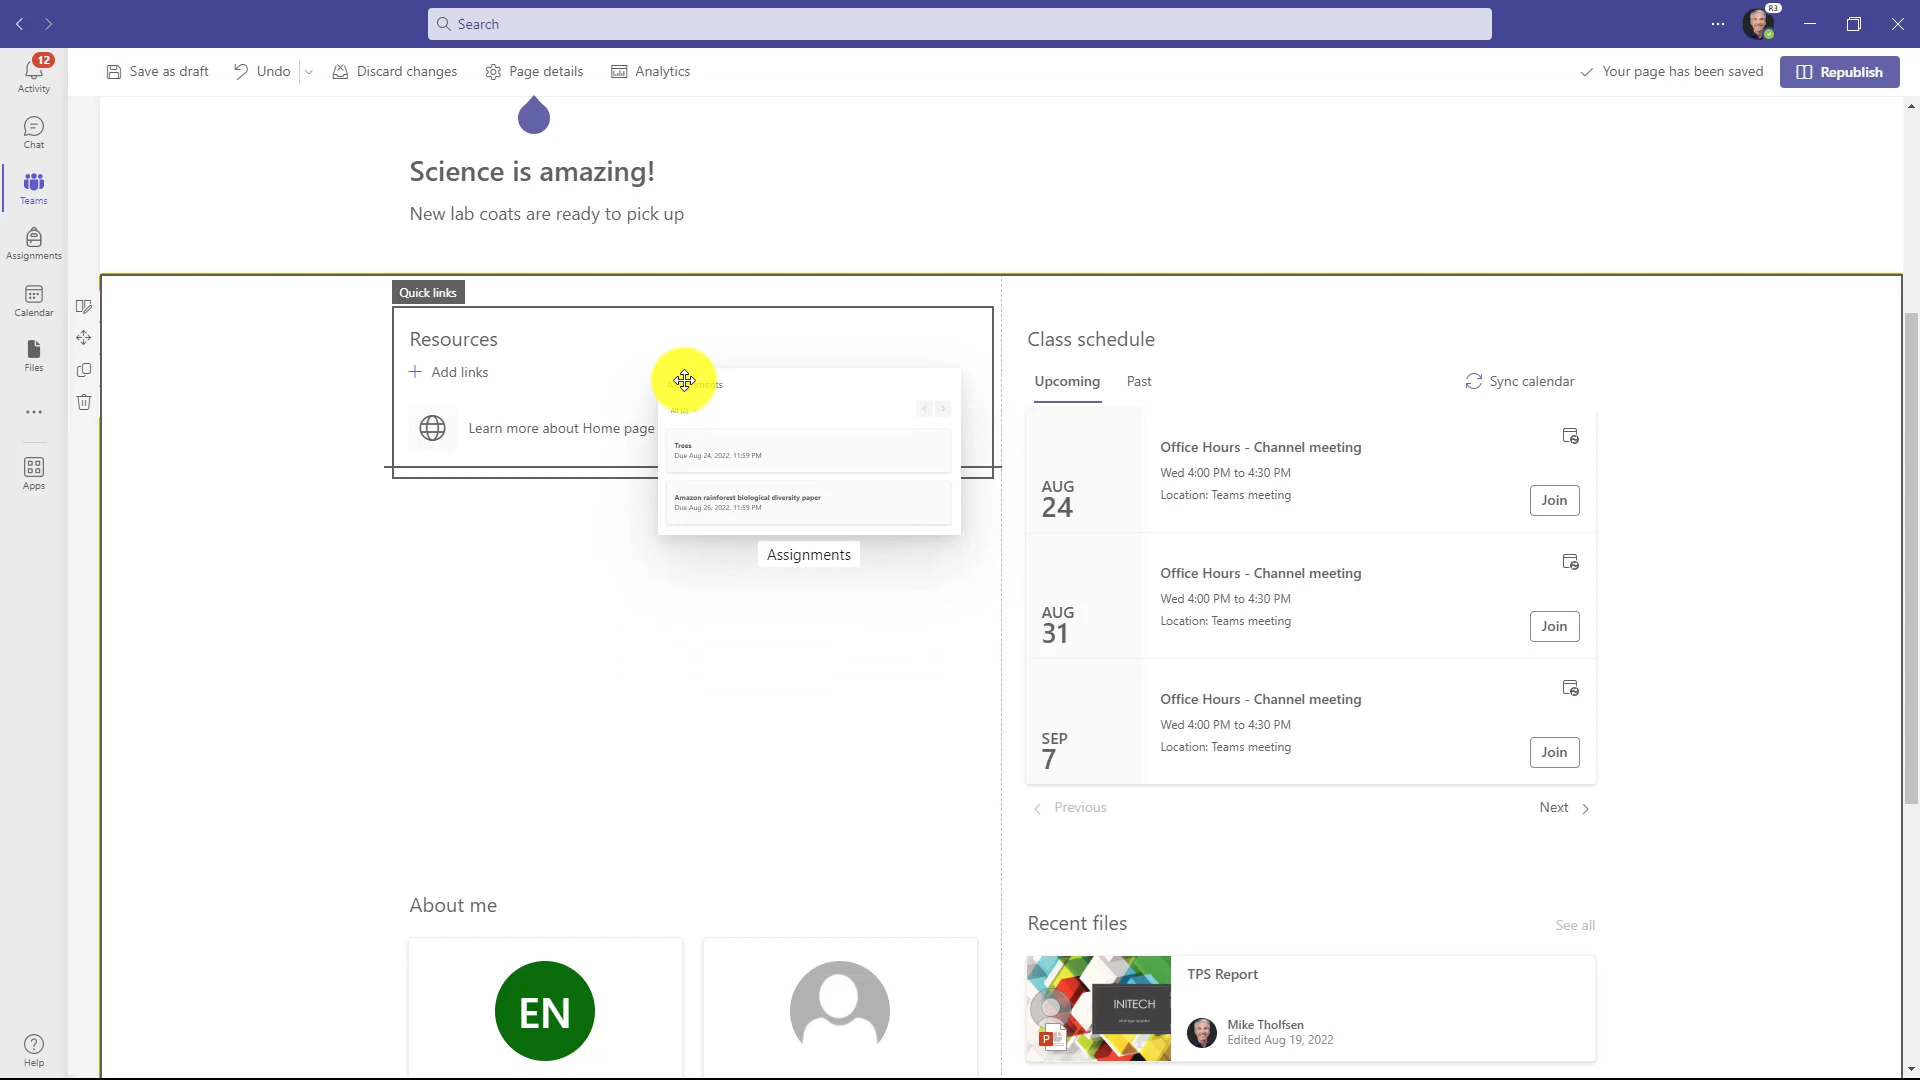 Search
R3
12
Activity
Save as draft
Undo
Discard changes
Page details
Analytics
Your page has been saved
Republish
Chat
Teams
Assignments
Calendar
Files
Apps
Help
Science is amazing!
New lab coats are ready to pick up
Quick links
Resources
Add links
Learn more about Home page
Trees
Due Aug 24, 2022, 11:59 PM
Amazon rainforest biological diversity paper
Due Aug 26, 2022, 11:59 PM
Assignments
Class schedule
Upcoming
Past
Sync calendar
AUG
24
Office Hours - Channel meeting
Wed 4:00 PM to 4:30 PM
Location: Teams meeting
Join
AUG
31
Office Hours - Channel meeting
Wed 4:00 PM to 4:30 PM
Location: Teams meeting
Join
SEP
7
Office Hours - Channel meeting
Wed 4:00 PM to 4:30 PM
Location: Teams meeting
Join
Previous
Next
About me
EN
Recent files
See all
INITECH
P
TPS Report
Mike Tholfsen
Edited Aug 19, 2022